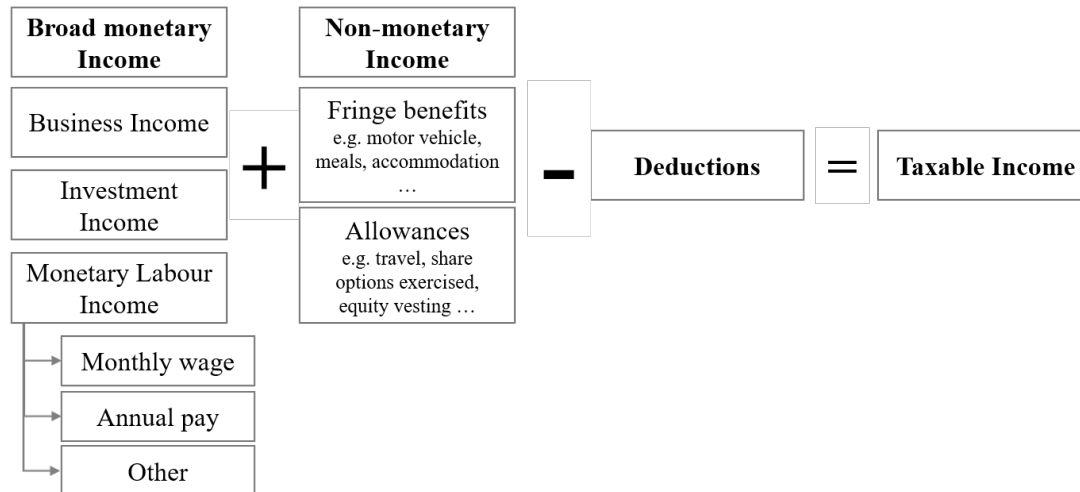 Broad monetary
Income
Business Income
Investment
Income
Monetary Labour
Income
Monthly wage
Annual pay
Other
+
Non-monetary
Income
Fringe benefits
e.g. motor vehicle,
meals, accommodation
…
Allowances
e.g. travel, share
options exercised,
equity vesting …
-
Deductions
=
Taxable Income